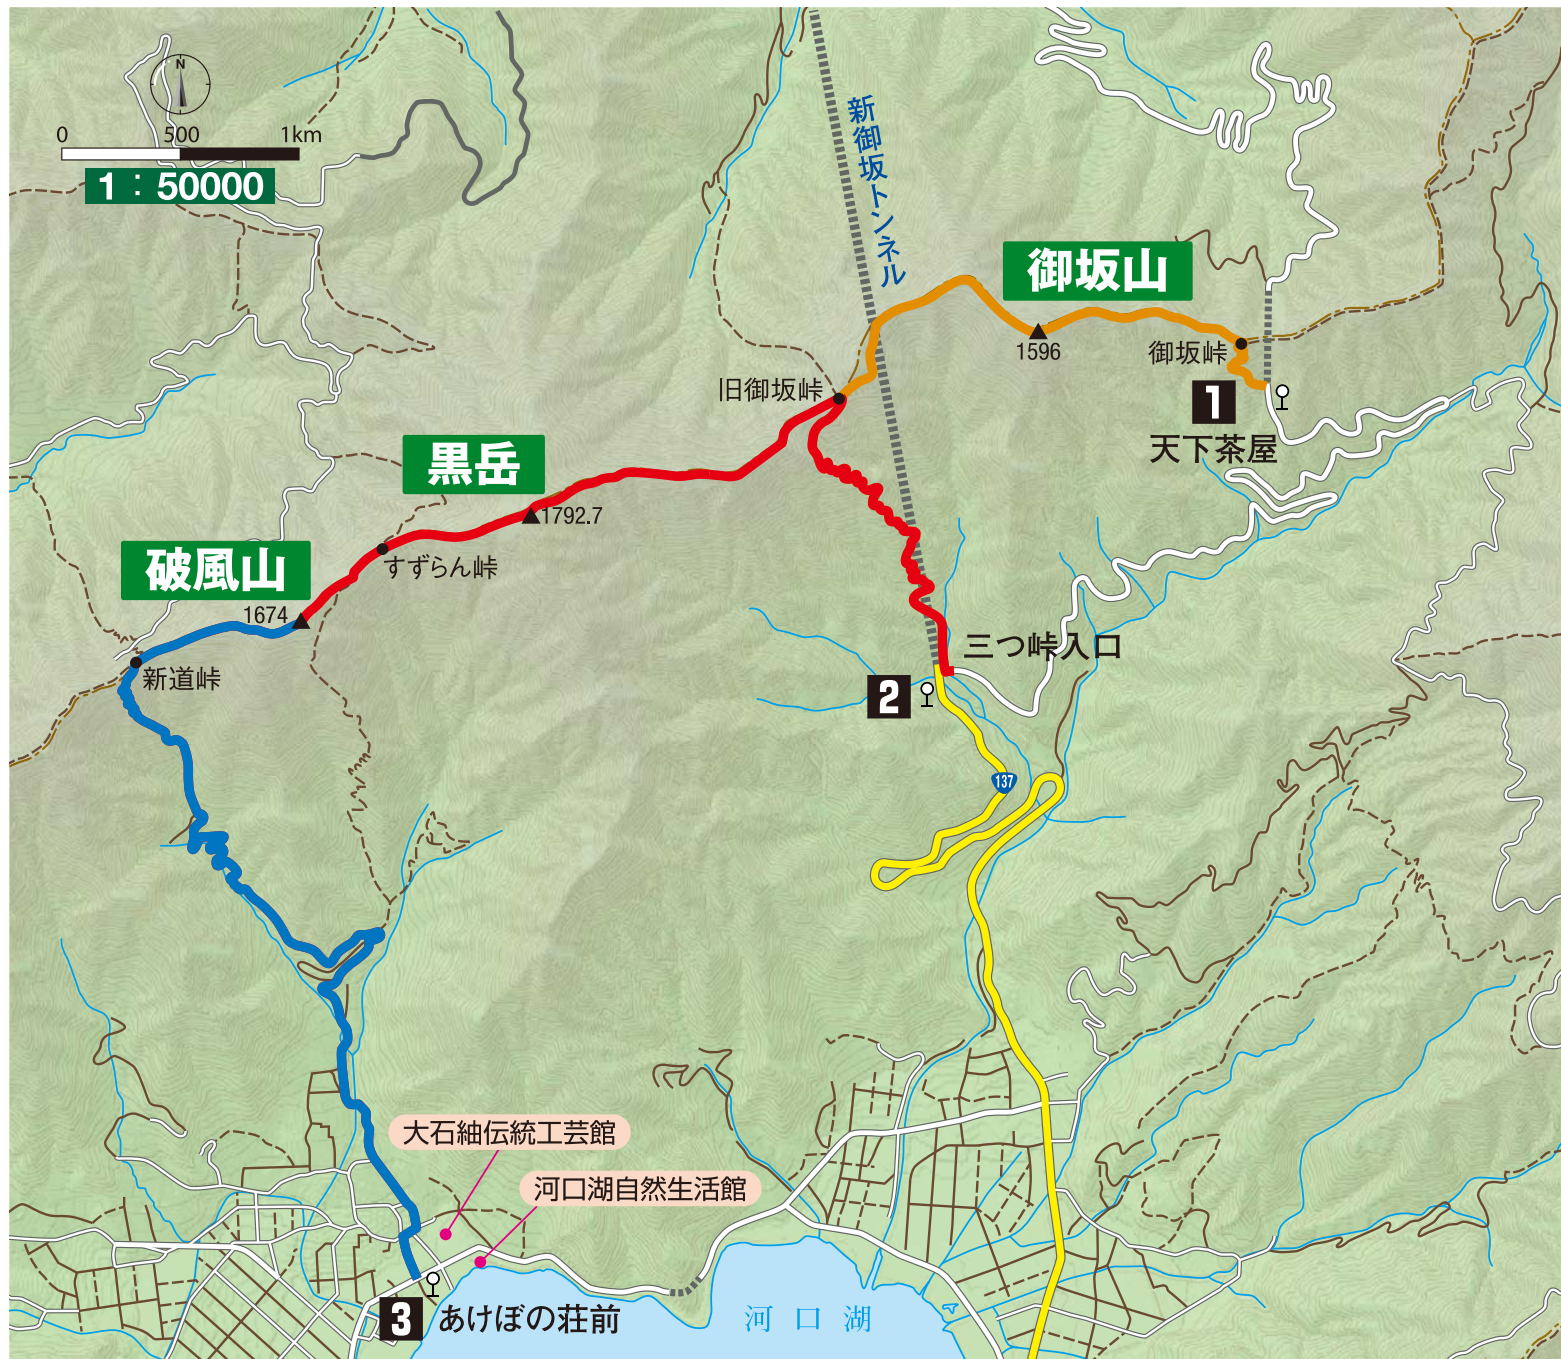 N
0 500 1km
1：50000
新御坂トンネル
御坂山
1596
御坂峠
旧御坂峠
1
天下茶屋
黒岳
1792.7
すずらん峠
破風山
1674
新道峠
三つ峠入口
2
137
大石紬伝統工芸館
河口湖自然生活館
3 あけぼの荘前
河口湖